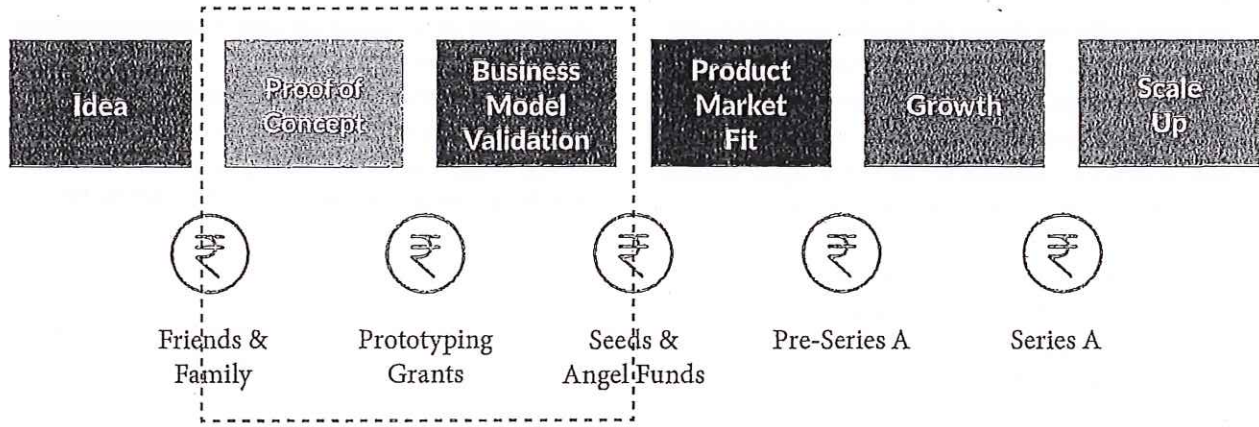 Idea
Proof of
Concept
Business
Model
Validation
Product
Market
Fit
Growth
Scale
Up
₹
₹
₹
₹
₹
Friends &
Family
Prototyping
Grants
Seeds &
Angel Funds
Pre-Series A
Series A